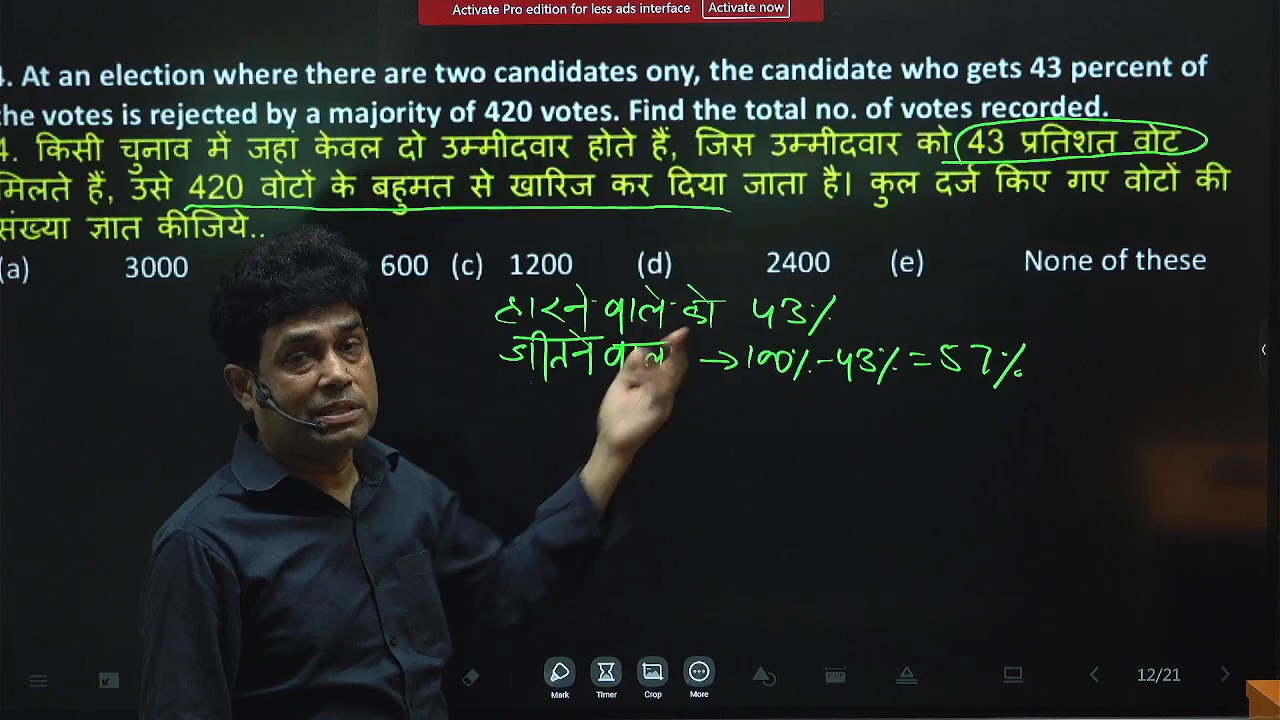 Activate Pro edition for less ads interface Activate now
4. At an election where there are two candidates ony, the candidate who gets 43 percent of
the votes is rejected by a majority of 420 votes. Find the total no. of votes recorded.
4. किसी चुनाव में जहां केवल दो उम्मीदवार होते हैं, जिस उम्मीदवार को 43 प्रतिशत वोट
मिलते हैं, उसे 420 वोटों के बहुमत से खारिज कर दिया जाता है। कुल दर्ज किए गए वोटों की
संख्या ज्ञात कीजिये..
(a) 3000 600 (c) 1200 (d) 2400 (e) None of these
हारने वाले को 43%
जीतने वाला → 100% - 43% = 57%
Mark Timer Crop More
12/21